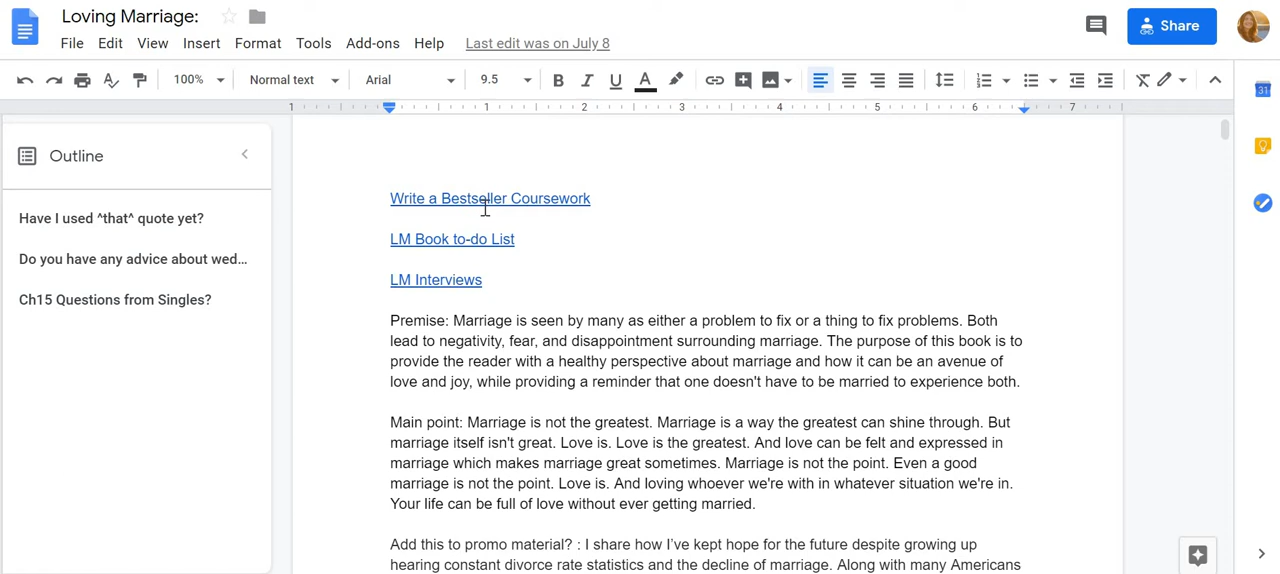 Loving Marriage:
File Edit View Insert Format Tools Add-ons Help Last edit was on July 8
Share
100% Normal text Arial 9.5 B I U A
1 1 2 3 4 5 6 7
31
Outline
Have I used ^that^ quote yet?
Do you have any advice about wed...
Ch15 Questions from Singles?
Write a Bestseller Coursework
LM Book to-do List
LM Interviews
Premise: Marriage is seen by many as either a problem to fix or a thing to fix problems. Both
lead to negativity, fear, and disappointment surrounding marriage. The purpose of this book is to
provide the reader with a healthy perspective about marriage and how it can be an avenue of
love and joy, while providing a reminder that one doesn't have to be married to experience both.
Main point: Marriage is not the greatest. Marriage is a way the greatest can shine through. But
marriage itself isn't great. Love is. Love is the greatest. And love can be felt and expressed in
marriage which makes marriage great sometimes. Marriage is not the point. Even a good
marriage is not the point. Love is. And loving whoever we're with in whatever situation we're in.
Your life can be full of love without ever getting married.
Add this to promo material? : I share how I've kept hope for the future despite growing up
hearing constant divorce rate statistics and the decline of marriage. Along with many Americans